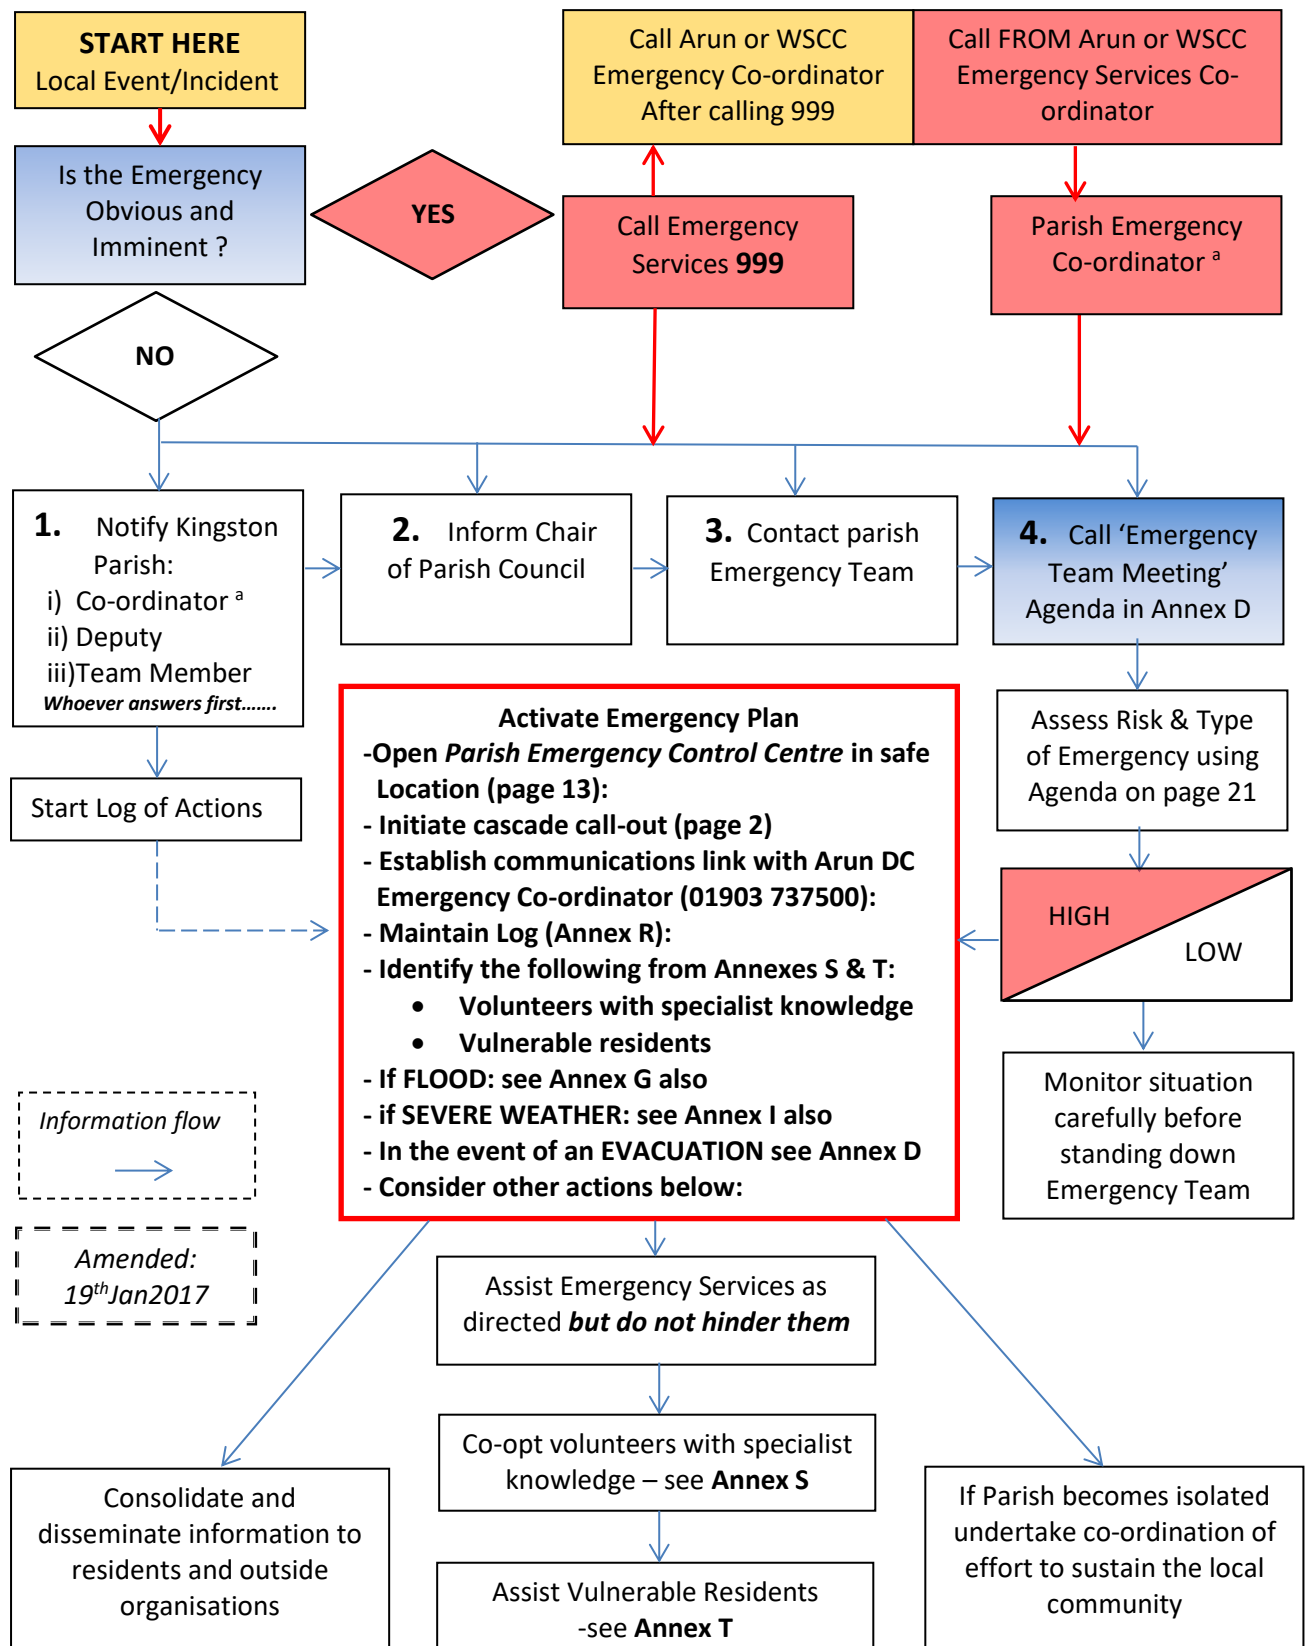 START HERE
Local Event/Incident
Call Arun or WSCC
Emergency Co-ordinator
After calling 999
Call FROM Arun or WSCC
Emergency Services Co-
ordinator
Is the Emergency
Obvious and
Imminent ?
YES
Call Emergency
Services 999
Parish Emergency
Co-ordinator a
NO
1. Notify Kingston
Parish:
i) Co-ordinator a
ii) Deputy
iii)Team Member
Whoever answers first.......
2. Inform Chair
of Parish Council
3. Contact parish
Emergency Team
4. Call ‘Emergency
Team Meeting’
Agenda in Annex D
Start Log of Actions
Assess Risk & Type
of Emergency using
Agenda on page 21
HIGH
LOW
Monitor situation
carefully before
standing down
Emergency Team
Activate Emergency Plan
-Open Parish Emergency Control Centre in safe
Location (page 13):
- Initiate cascade call-out (page 2)
- Establish communications link with Arun DC
Emergency Co-ordinator (01903 737500):
- Maintain Log (Annex R):
- Identify the following from Annexes S & T:
• Volunteers with specialist knowledge
• Vulnerable residents
- If FLOOD: see Annex G also
- if SEVERE WEATHER: see Annex I also
- In the event of an EVACUATION see Annex D
- Consider other actions below:
Information flow
Amended:
19thJan2017
Assist Emergency Services as
directed but do not hinder them
Co-opt volunteers with specialist
knowledge – see Annex S
Assist Vulnerable Residents
-see Annex T
Consolidate and
disseminate information to
residents and outside
organisations
If Parish becomes isolated
undertake co-ordination of
effort to sustain the local
community